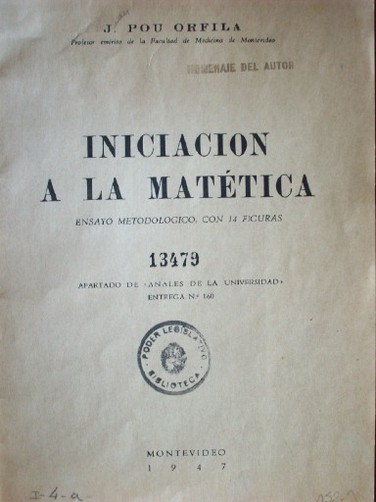 J. POU ORFILA
Profesor emérito de la Facultad de Medicina de Montevideo
HOMENAJE DEL AUTOR
INICIACION
A LA MATÉTICA
ENSAYO METODOLOGICO, CON 14 FIGURAS
13479
APARTADO DE «ANALES DE LA UNIVERSIDAD»
ENTREGA Nº 160
PODER LEGISLATIVO
BIBLIOTECA
MONTEVIDEO
1947
I-4-a